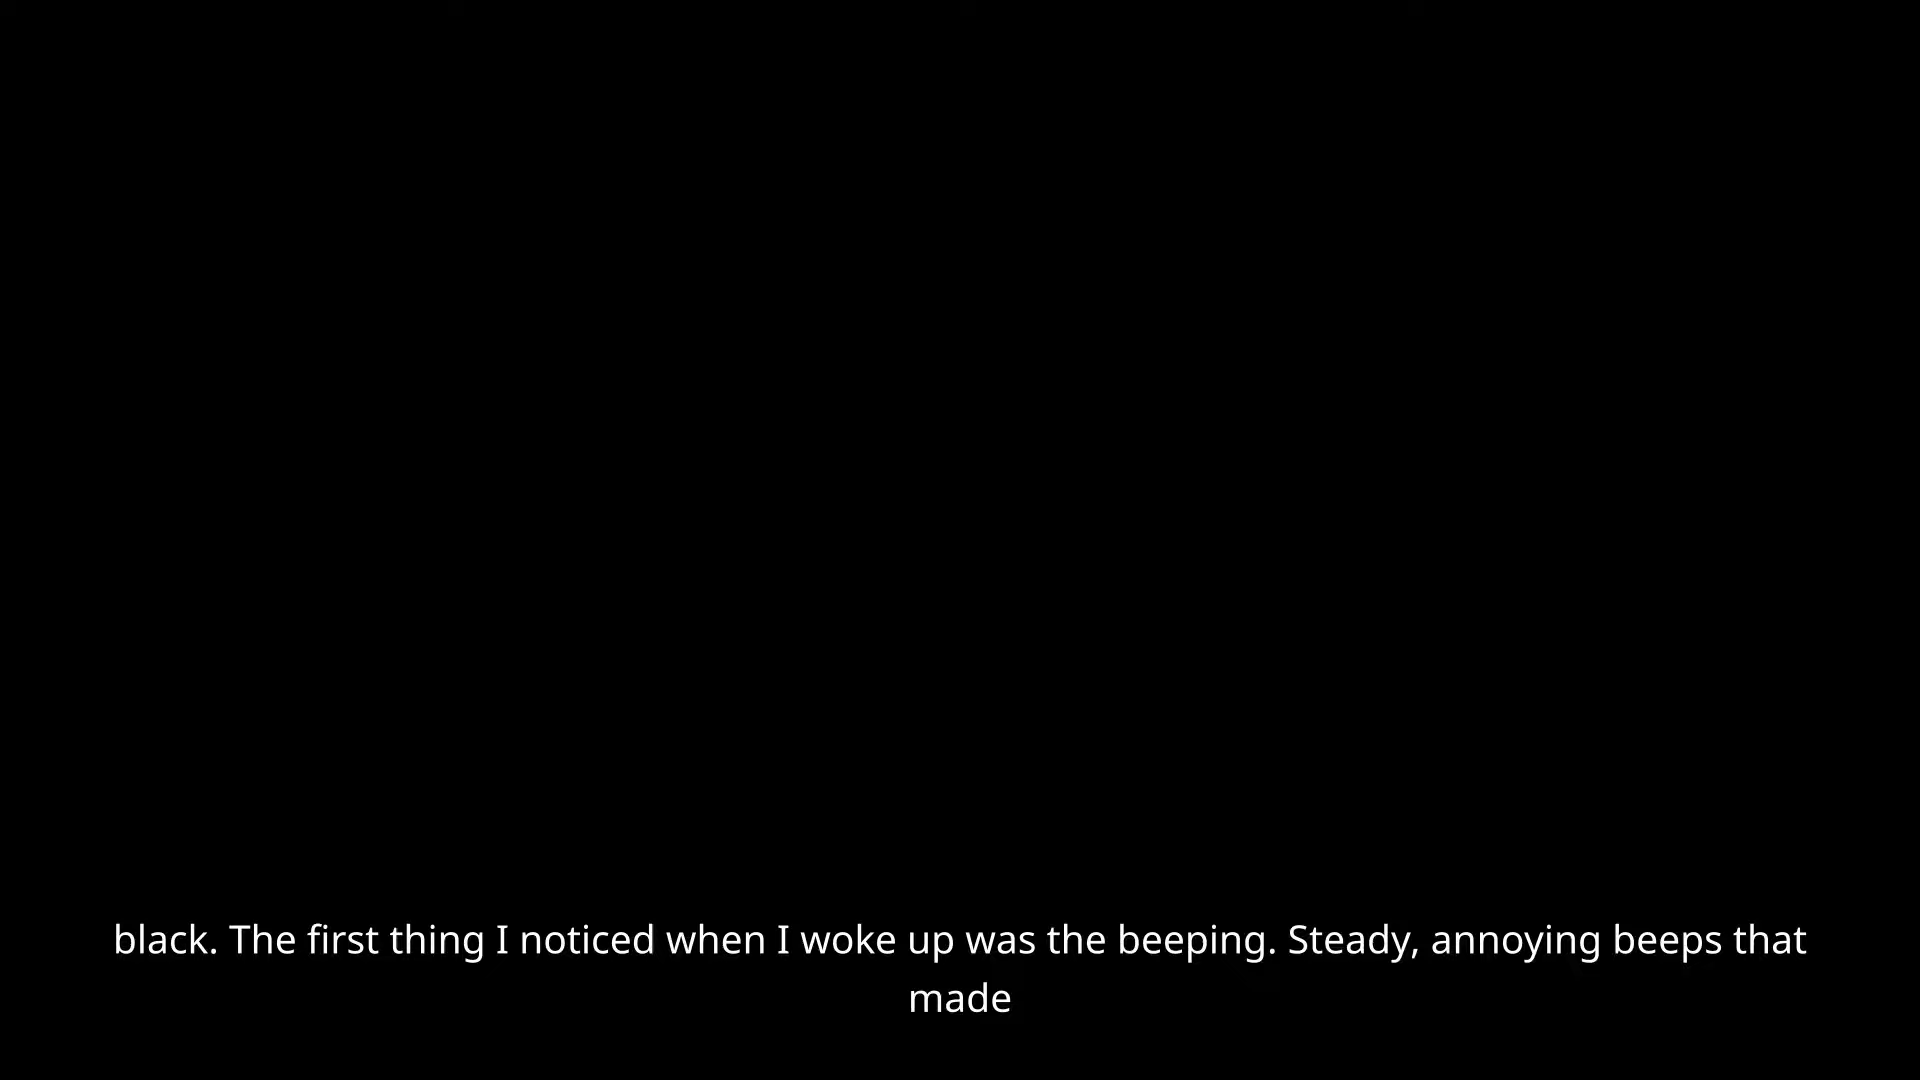 black. The first thing I noticed when I woke up was the beeping. Steady, annoying beeps that
made